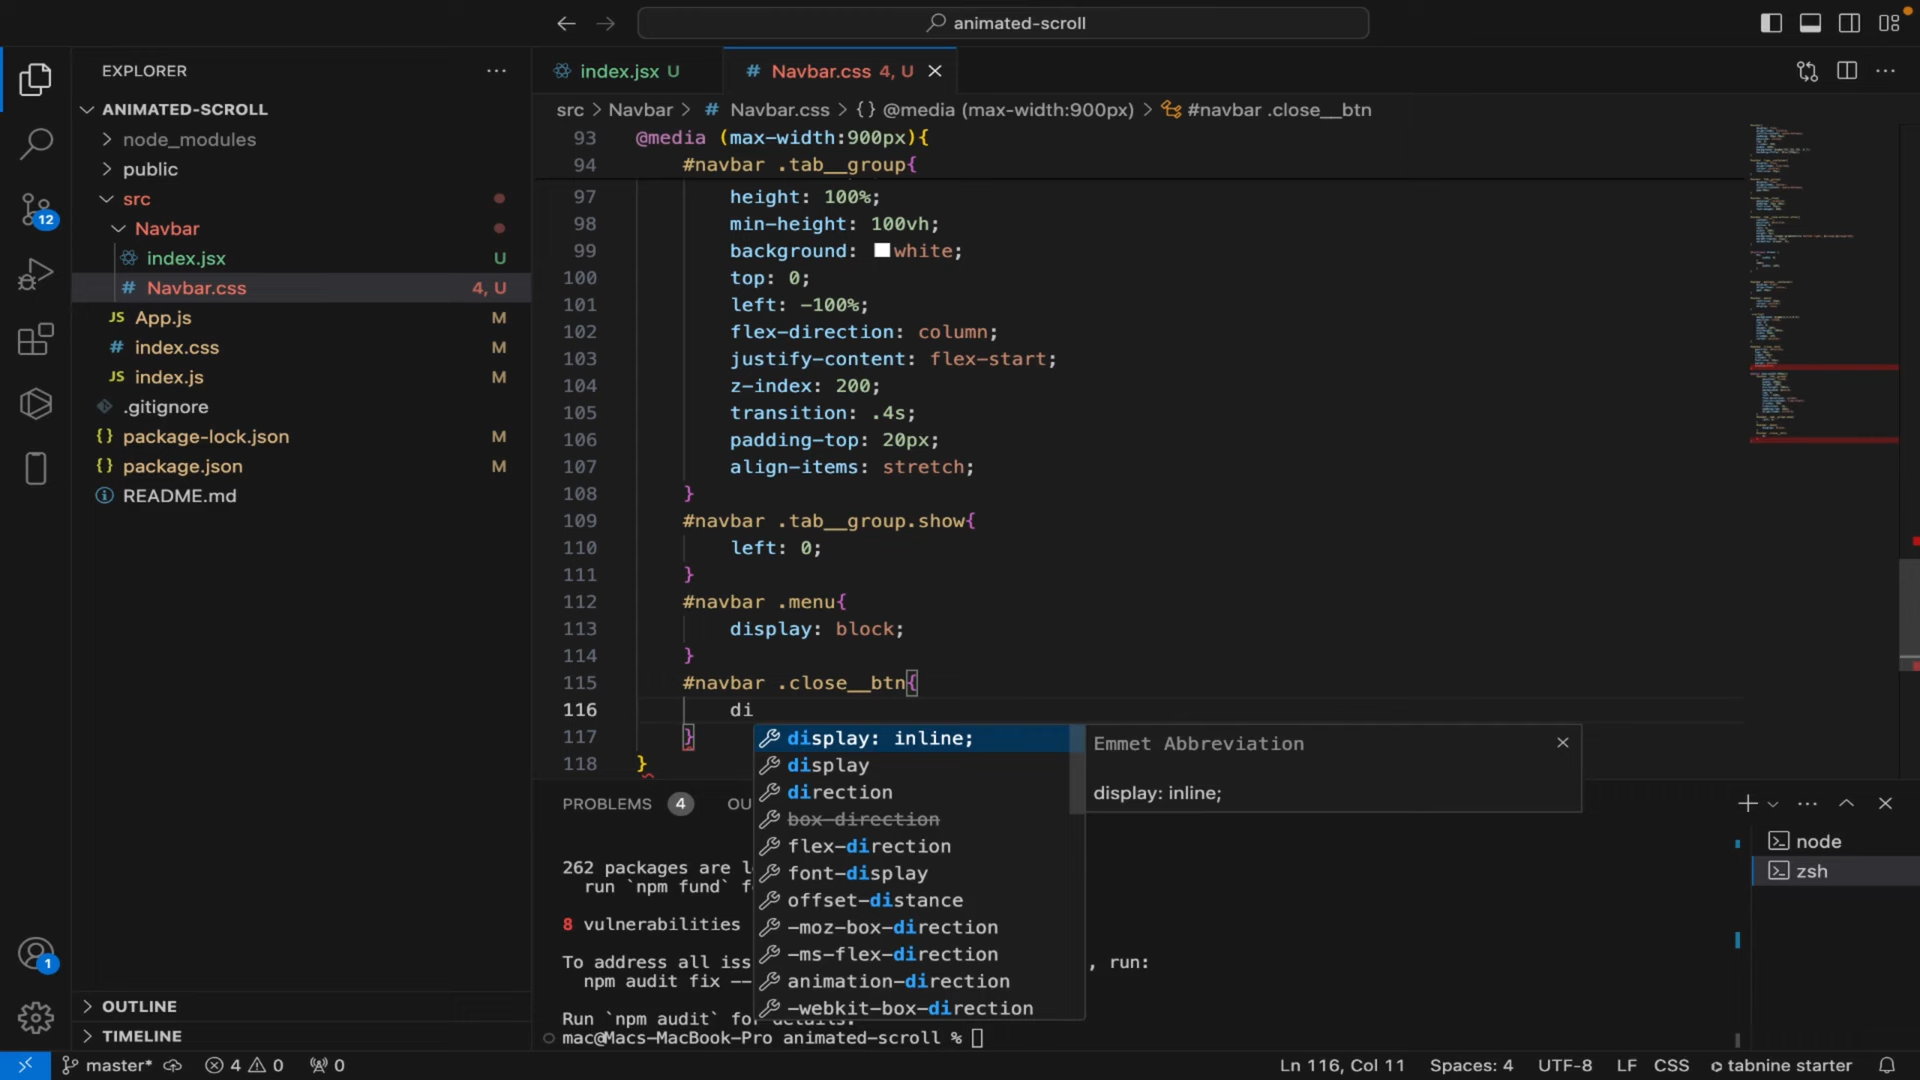 animated-scroll
EXPLORER
ANIMATED-SCROLL
node_modules
public
src
Navbar
index.jsx U
Navbar.css 4, U
App.js M
index.css M
index.js M
.gitignore
package-lock.json M
package.json M
README.md
OUTLINE
TIMELINE
12
1
index.jsx U
# Navbar.css 4, U
src > Navbar > # Navbar.css > {} @media (max-width:900px) > #navbar .close__btn
93 @media (max-width:900px){
94 #navbar .tab__group{
97 height: 100%;
98 min-height: 100vh;
99 background: white;
100 top: 0;
101 left: -100%;
102 flex-direction: column;
103 justify-content: flex-start;
104 z-index: 200;
105 transition: .4s;
106 padding-top: 20px;
107 align-items: stretch;
108 }
109 #navbar .tab__group.show{
110 left: 0;
111 }
112 #navbar .menu{
113 display: block;
114 }
115 #navbar .close__btn{
116 di
117 }
118 }
display: inline;
display
direction
box-direction
flex-direction
font-display
offset-distance
-moz-box-direction
-ms-flex-direction
animation-direction
-webkit-box-direction
Emmet Abbreviation
display: inline;
PROBLEMS 4 OU
262 packages are l
run `npm fund` f
8 vulnerabilities
To address all iss , run:
npm audit fix --
Run `npm audit` for details.
mac@Macs-MacBook-Pro animated-scroll %
node
zsh
master* 4 0 0
Ln 116, Col 11 Spaces: 4 UTF-8 LF CSS tabnine starter